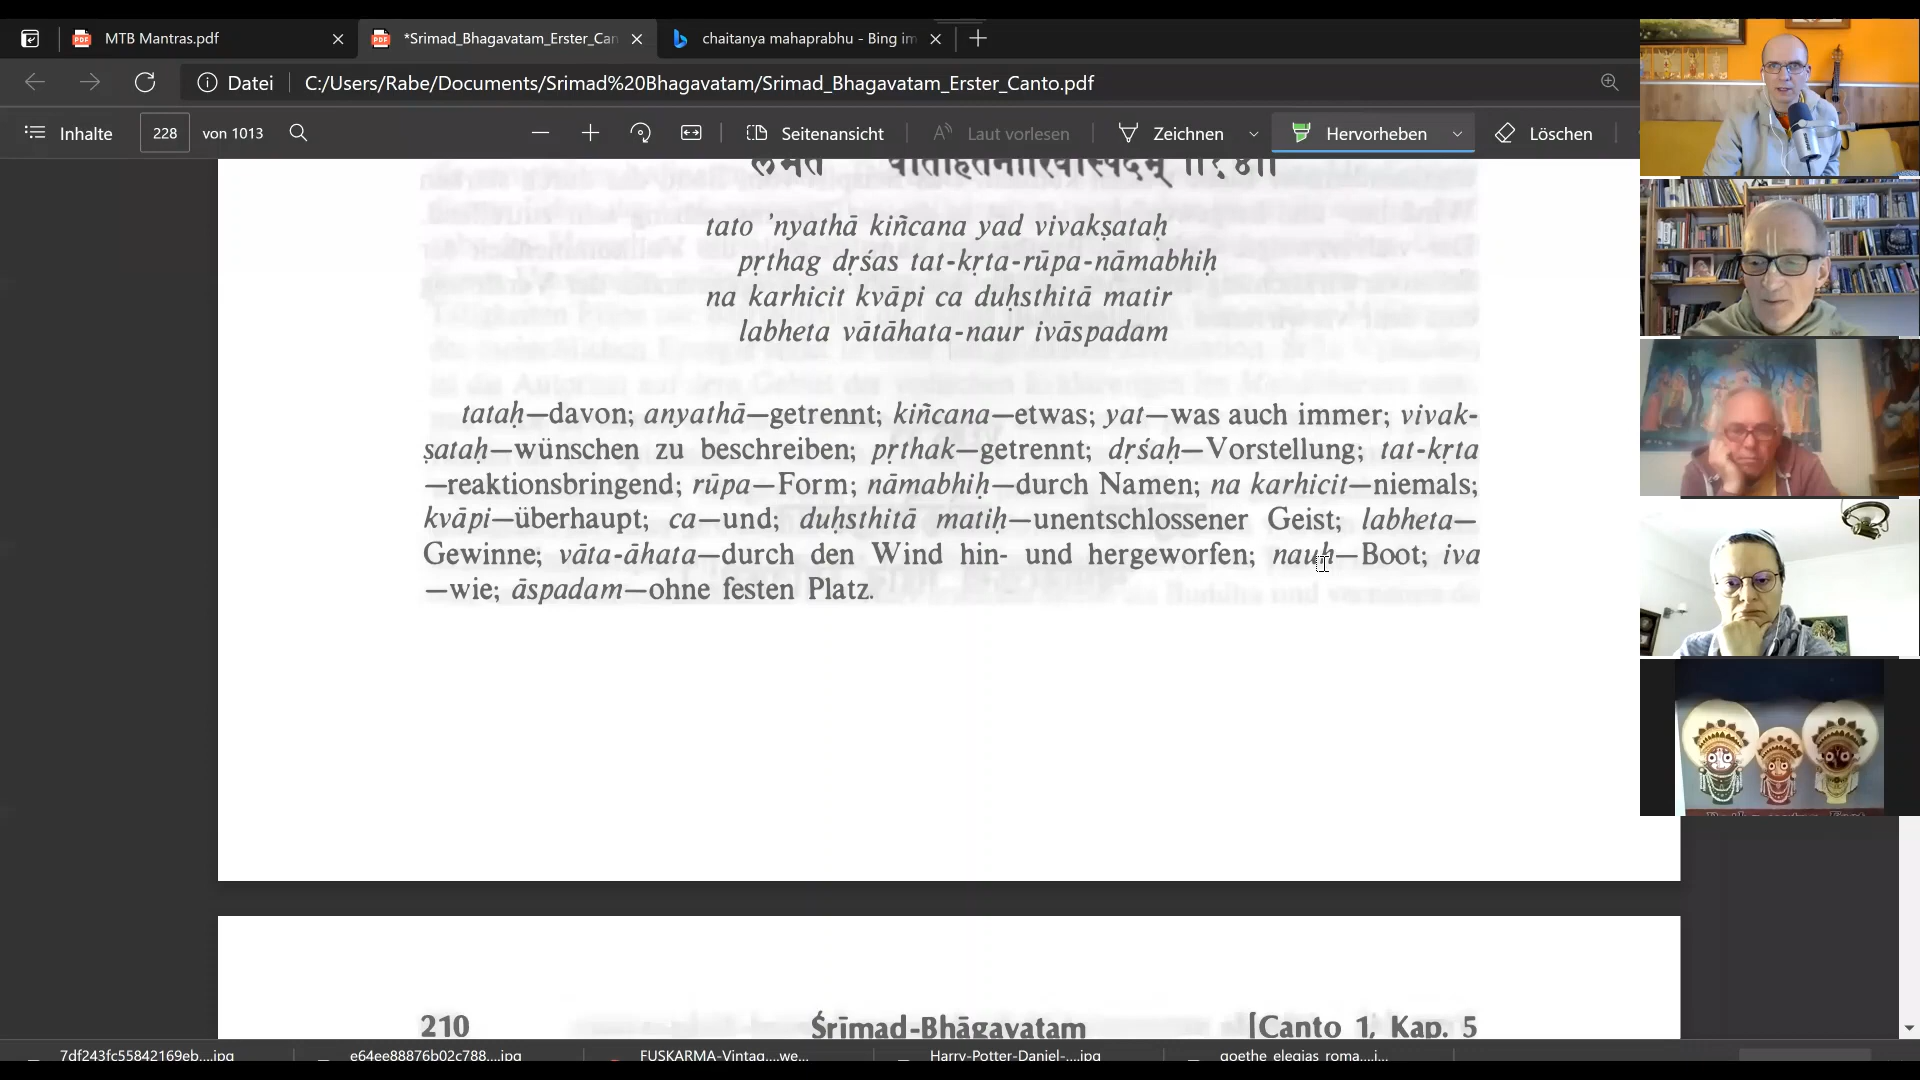 MTB Mantras.pdf
*Srimad_Bhagavatam_Erster_Can
chaitanya mahaprabhu - Bing im
Datei
C:/Users/Rabe/Documents/Srimad%20Bhagavatam/Srimad_Bhagavatam_Erster_Canto.pdf
Inhalte
228
von 1013
Seitenansicht
Laut vorlesen
Zeichnen
Hervorheben
Löschen
tato 'nyathā kiñcana yad vivakṣataḥ
pṛthag dṛśas tat-kṛta-rūpa-nāmabhiḥ
na karhicit kvāpi ca duḥsthitā matir
labheta vātāhata-naur ivāspadam
tataḥ—davon; anyathā—getrennt; kiñcana—etwas; yat—was auch immer; vivak-
ṣataḥ—wünschen zu beschreiben; pṛthak—getrennt; dṛśaḥ—Vorstellung; tat-kṛta
—reaktionsbringend; rūpa—Form; nāmabhiḥ—durch Namen; na karhicit—niemals;
kvāpi—überhaupt; ca—und; duḥsthitā matiḥ—unentschlossener Geist; labheta—
Gewinne; vāta-āhata—durch den Wind hin- und hergeworfen; nauḥ—Boot; iva
—wie; āspadam—ohne festen Platz.
210
Śrīmad-Bhāgavatam
[Canto 1, Kap. 5
7df243fc55842169eb....jpg
e64ee88876b02c788....jpg
FUSKARMA-Vintag....we...
Harry-Potter-Daniel-....jpg
goethe elegias roma....j...